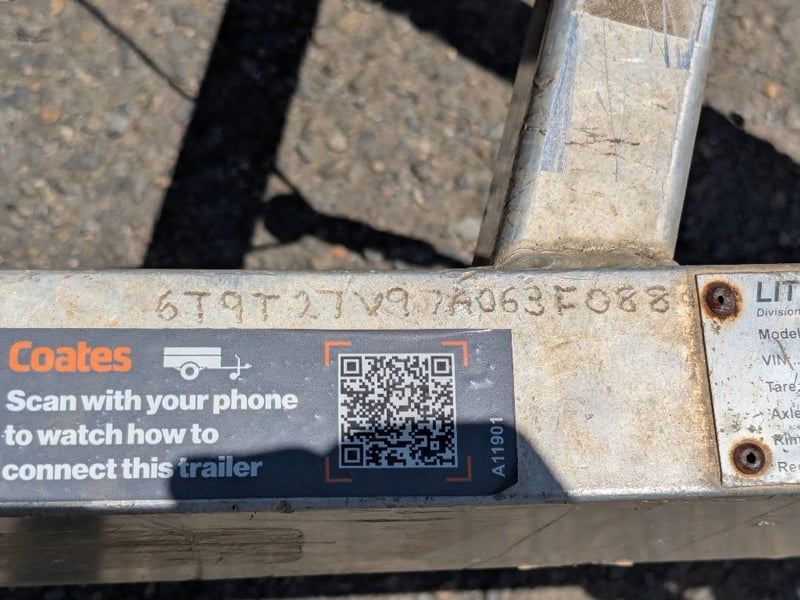 6T9T27V97A063F088
Coates
Scan with your phone
to watch how to
connect this trailer
A11901
LIT
Division
Model
VIN
Tare
Axle
Rim